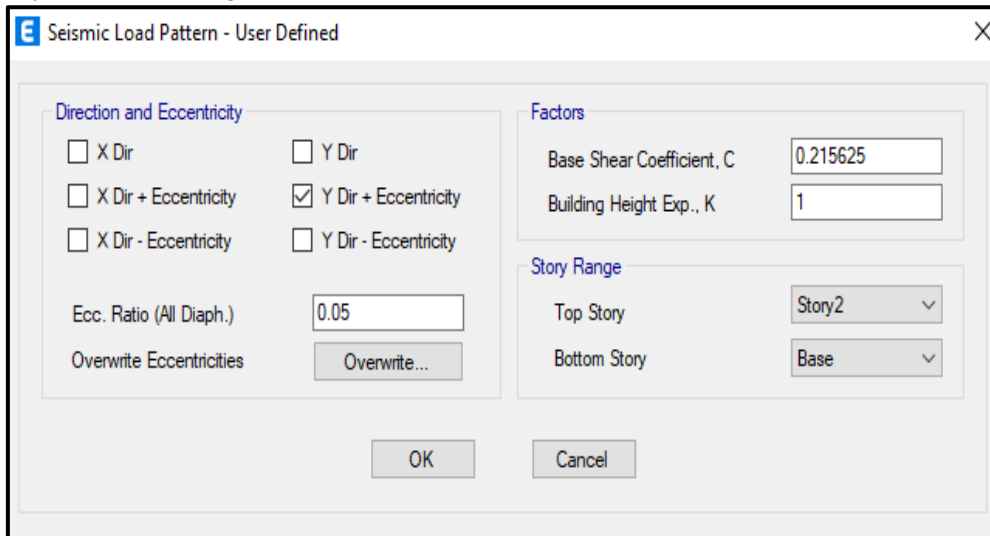 Seismic Load Pattern - User Defined
Direction and Eccentricity
X Dir
Y Dir
X Dir + Eccentricity
Y Dir + Eccentricity
X Dir - Eccentricity
Y Dir - Eccentricity
Ecc. Ratio (All Diaph.)
0.05
Overwrite Eccentricities
Overwrite...
Factors
Base Shear Coefficient, C
0.215625
Building Height Exp., K
1
Story Range
Top Story
Story2
Bottom Story
Base
OK
Cancel